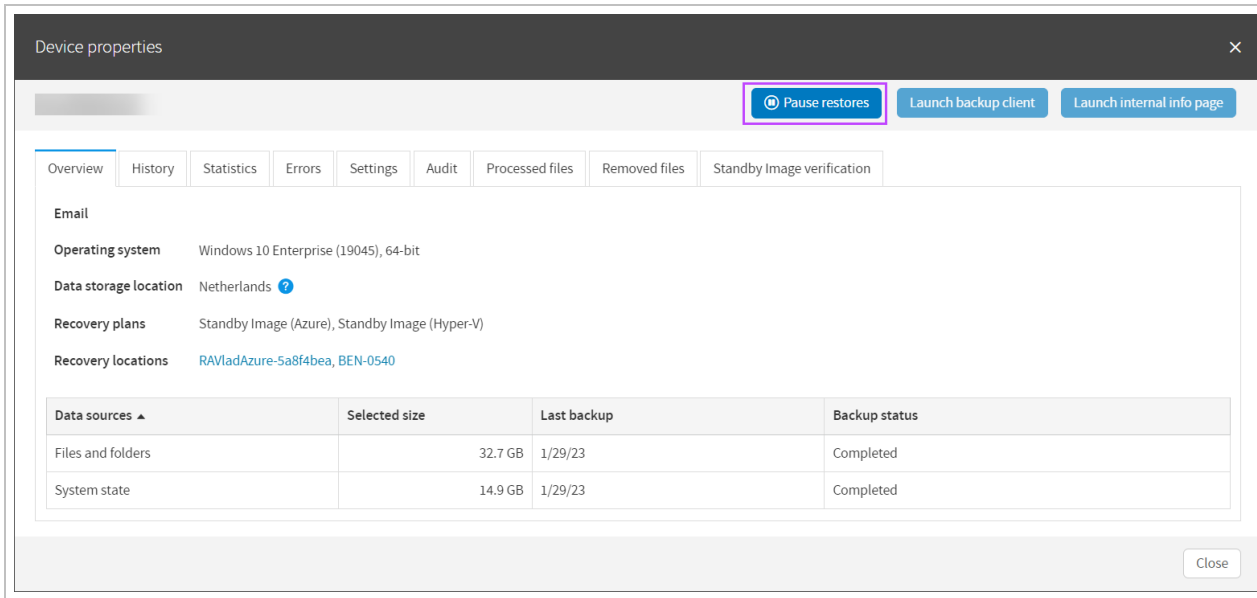 Device properties
Pause restores Launch backup client Launch internal info page
Overview History Statistics Errors Settings Audit Processed files Removed files Standby Image verification
Email
Operating system Windows 10 Enterprise (19045), 64-bit
Data storage location Netherlands ?
Recovery plans Standby Image (Azure), Standby Image (Hyper-V)
Recovery locations RAVladAzure-5a8f4bea, BEN-0540
Data sources Selected size Last backup Backup status
Files and folders 32.7 GB 1/29/23 Completed
System state 14.9 GB 1/29/23 Completed
Close